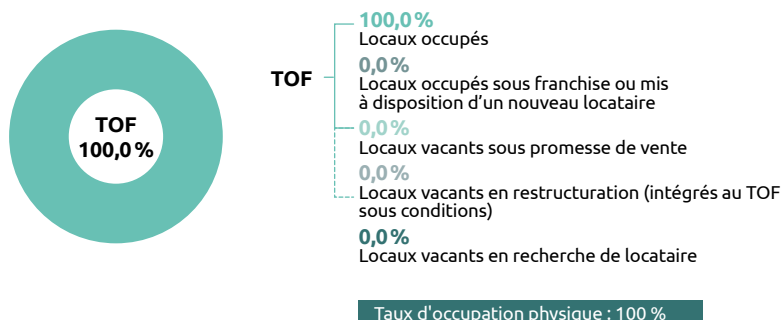 TOF
100,0 %
TOF
100,0 %
Locaux occupés
0,0 %
Locaux occupés sous franchise ou mis
à disposition d'un nouveau locataire
0,0 %
Locaux vacants sous promesse de vente
0,0 %
Locaux vacants en restructuration (intégrés au TOF
sous conditions)
0,0 %
Locaux vacants en recherche de locataire
Taux d'occupation physique : 100 %